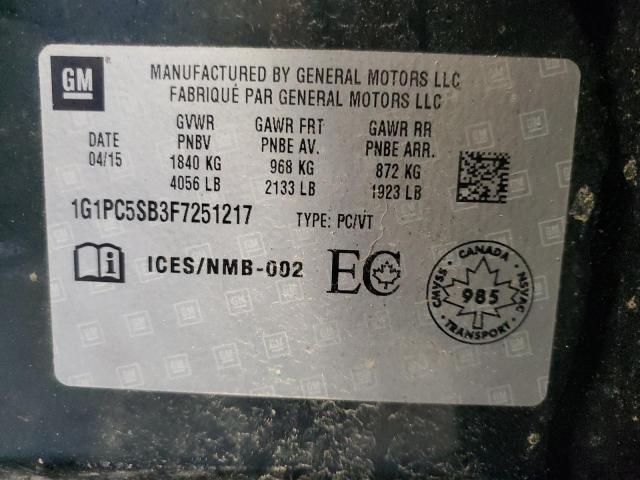 GM
MANUFACTURED BY GENERAL MOTORS LLC
FABRIQUÉ PAR GENERAL MOTORS LLC
DATE
04/15
GVWR
PNBV
1840 KG
4056 LB
GAWR FRT
PNBE AV.
968 KG
2133 LB
GAWR RR
PNBE ARR.
872 KG
1923 LB
1G1PC5SB3F7251217 TYPE: PC/VT
i ICES/NMB-002 EC
CANADA
CMVSS 985 NSVAC
TRANSPORT